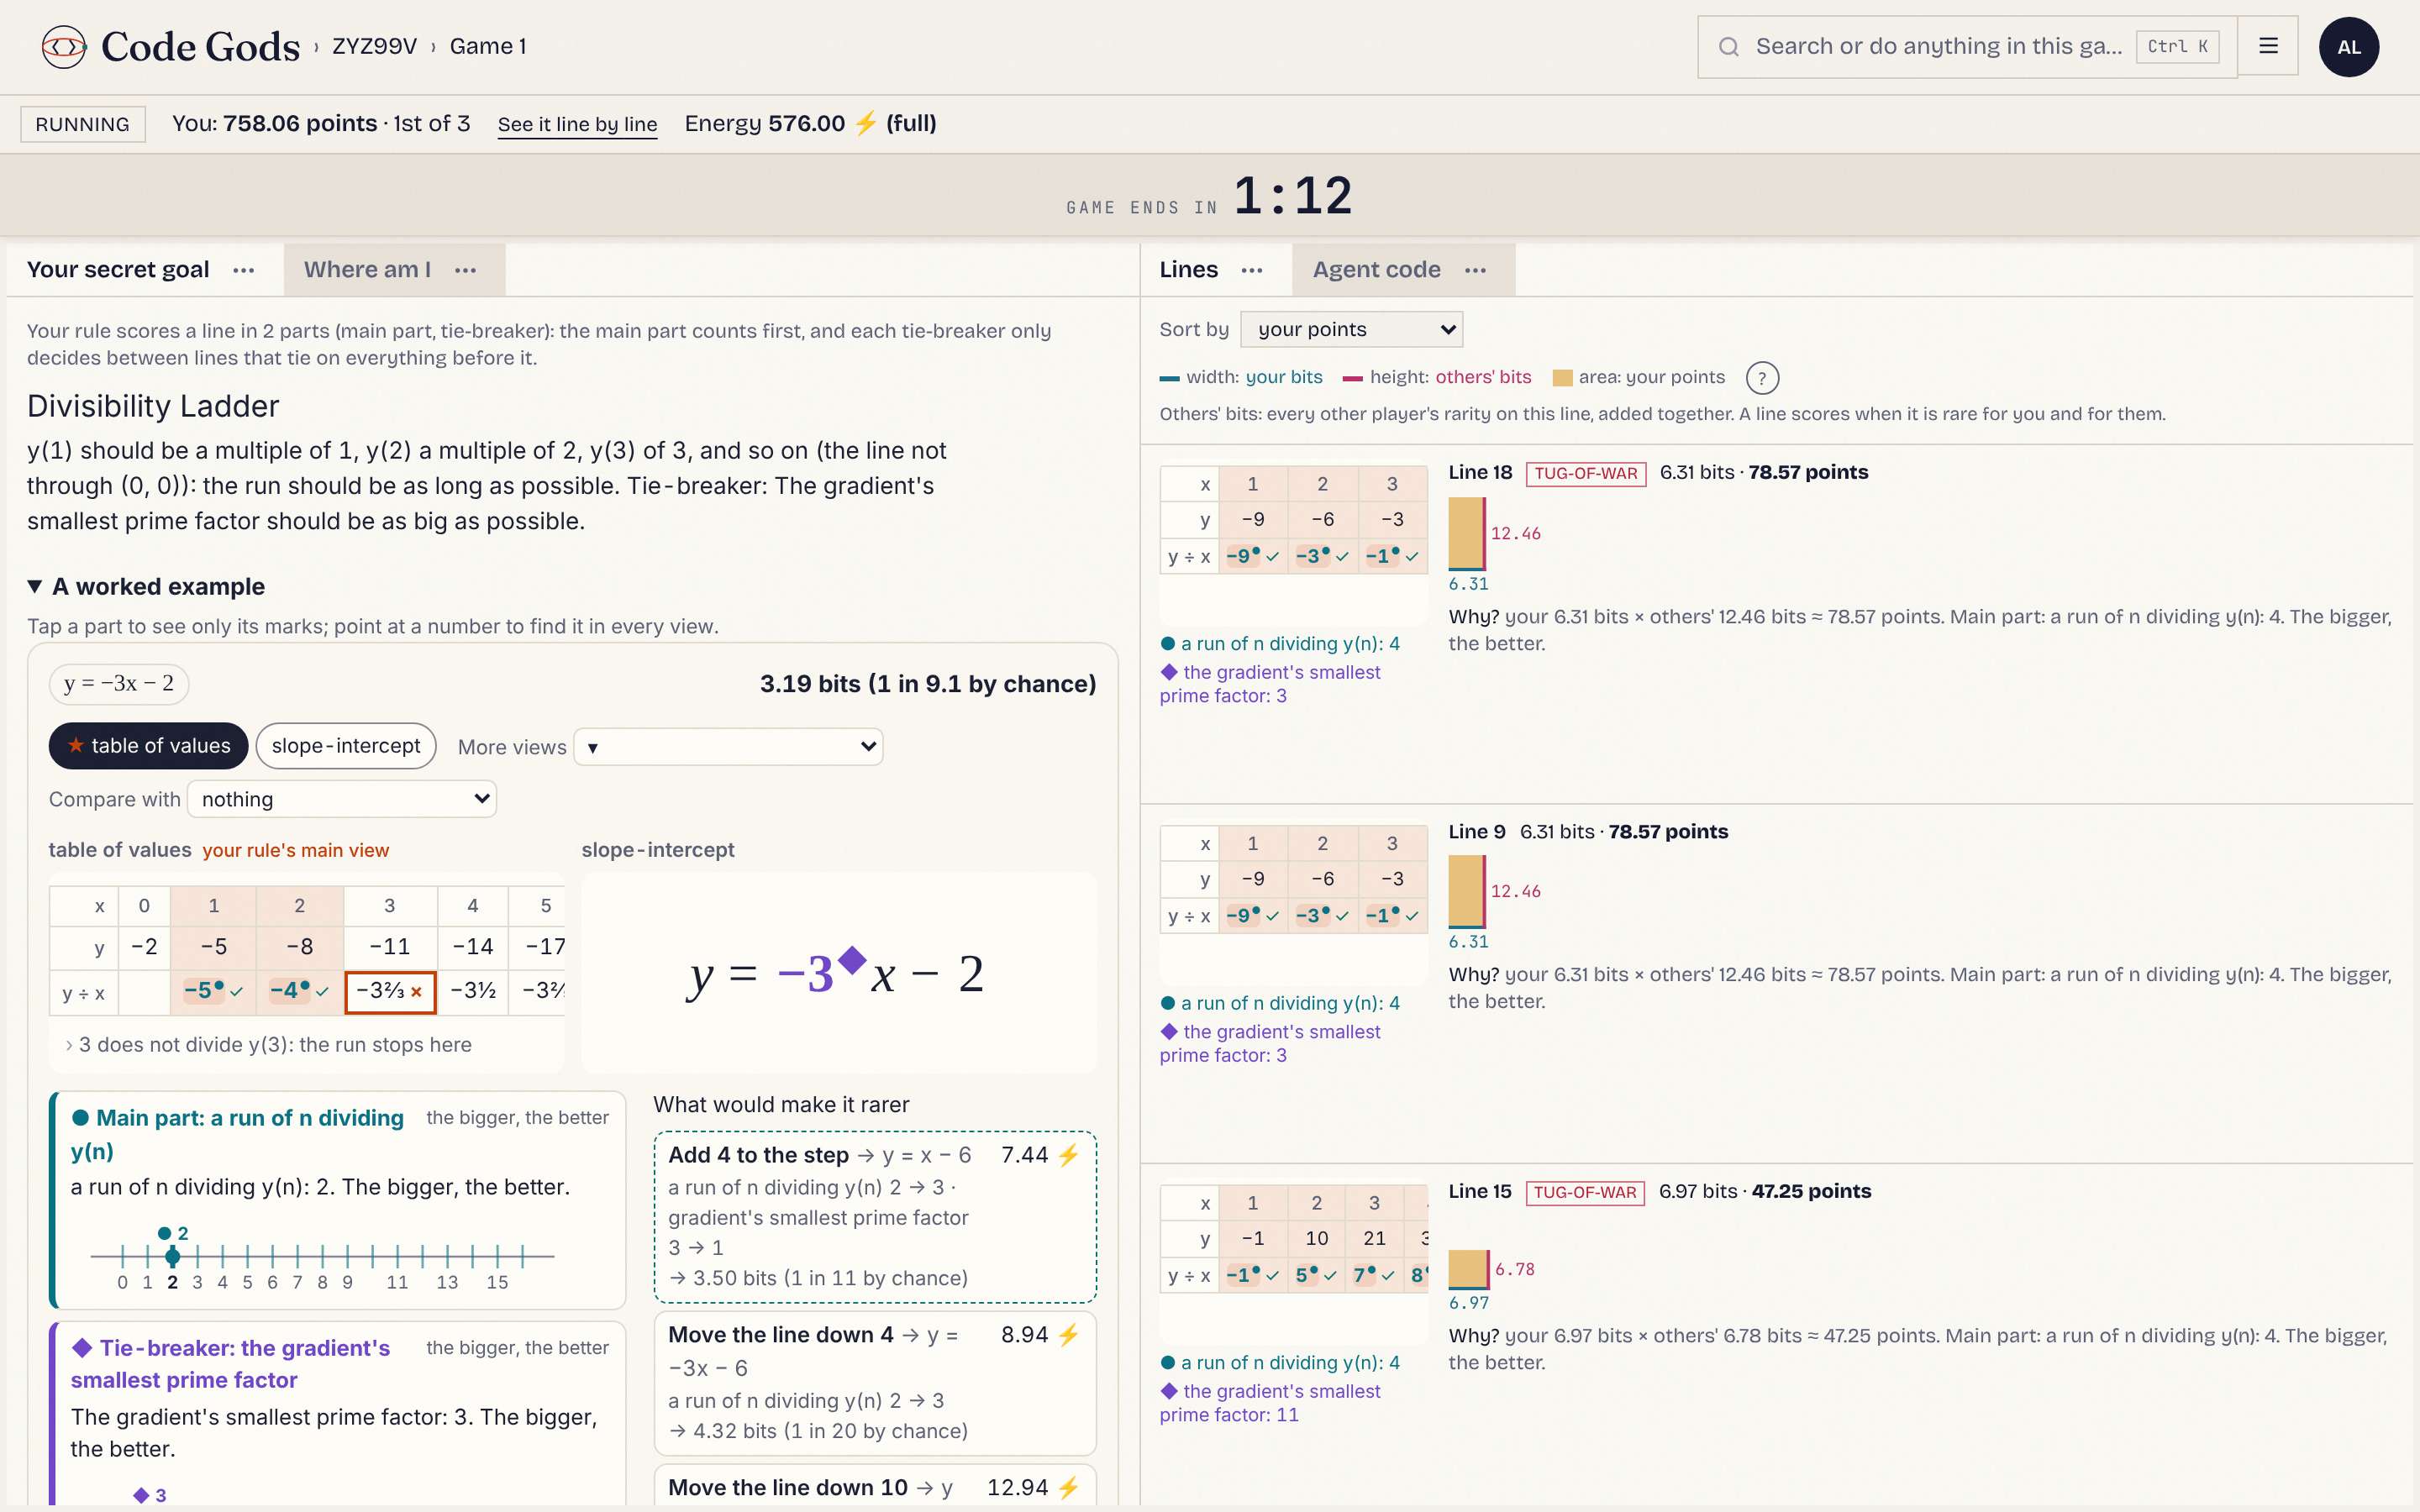 Code Gods › ZYZ99V › Game 1
Search or do anything in this ga... Ctrl K
AL
RUNNING You: 758.06 points · 1st of 3 See it line by line Energy 576.00 ⚡ (full)
GAME ENDS IN 1:12
Your secret goal ··· Where am I ···
Your rule scores a line in 2 parts (main part, tie-breaker): the main part counts first, and each tie-breaker only
decides between lines that tie on everything before it.
Divisibility Ladder
y(1) should be a multiple of 1, y(2) a multiple of 2, y(3) of 3, and so on (the line not
through (0, 0)): the run should be as long as possible. Tie-breaker: The gradient's
smallest prime factor should be as big as possible.
▼ A worked example
Tap a part to see only its marks; point at a number to find it in every view.
y = −3x − 2 3.19 bits (1 in 9.1 by chance)
★ table of values slope-intercept More views ▾
Compare with nothing
table of values your rule's main view
x 0 1 2 3 4 5
y −2 −5 −8 −11 −14 −17
y ÷ x −5 ✓ −4 ✓ −3⅔ × −3½
› 3 does not divide y(3): the run stops here
slope-intercept
y = −3◆x − 2
● Main part: a run of n dividing the bigger, the better
y(n)
a run of n dividing y(n): 2. The bigger, the better.
● 2
0 1 2 3 4 5 6 7 8 9 11 13 15
◆ Tie-breaker: the gradient's the bigger, the better
smallest prime factor
The gradient's smallest prime factor: 3. The bigger,
the better.
◆ 3
What would make it rarer
Add 4 to the step → y = x − 6 7.44 ⚡
a run of n dividing y(n) 2 → 3 ·
gradient's smallest prime factor
3 → 1
→ 3.50 bits (1 in 11 by chance)
Move the line down 4 → y = 8.94 ⚡
−3x − 6
a run of n dividing y(n) 2 → 3
→ 4.32 bits (1 in 20 by chance)
Move the line down 10 → y 12.94 ⚡
Lines ··· Agent code ···
Sort by your points
width: your bits height: others' bits area: your points ?
Others' bits: every other player's rarity on this line, added together. A line scores when it is rare for you and for them.
x 1 2 3
y −9 −6 −3
y ÷ x −9 ✓ −3 ✓ −1 ✓
● a run of n dividing y(n): 4
◆ the gradient's smallest
prime factor: 3
Line 18 TUG-OF-WAR 6.31 bits · 78.57 points
12.46
6.31
Why? your 6.31 bits × others' 12.46 bits ≈ 78.57 points. Main part: a run of n dividing y(n): 4. The bigger,
the better.
x 1 2 3
y −9 −6 −3
y ÷ x −9 ✓ −3 ✓ −1 ✓
● a run of n dividing y(n): 4
◆ the gradient's smallest
prime factor: 3
Line 9 6.31 bits · 78.57 points
12.46
6.31
Why? your 6.31 bits × others' 12.46 bits ≈ 78.57 points. Main part: a run of n dividing y(n): 4. The bigger,
the better.
x 1 2 3
y −1 10 21
y ÷ x −1 ✓ 5 ✓ 7 ✓ 8
● a run of n dividing y(n): 4
◆ the gradient's smallest
prime factor: 11
Line 15 TUG-OF-WAR 6.97 bits · 47.25 points
6.78
6.97
Why? your 6.97 bits × others' 6.78 bits ≈ 47.25 points. Main part: a run of n dividing y(n): 4. The bigger,
the better.